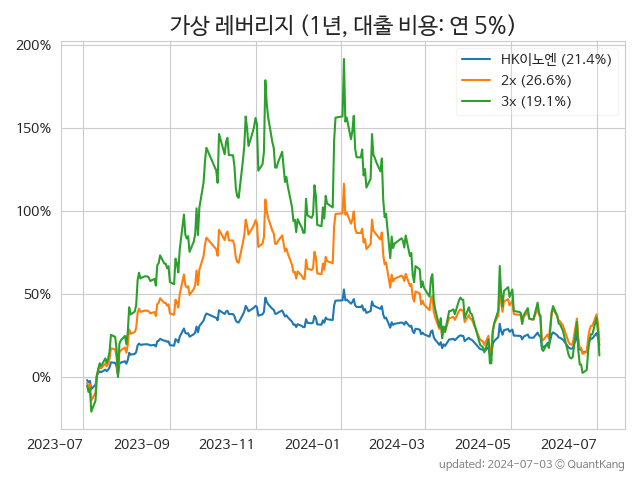 가상 레버리지 (1년, 대출 비용: 연 5%)
HK이노엔 (21.4%)
2x (26.6%)
3x (19.1%)
200%
150%
100%
50%
0%
2023-07 2023-09 2023-11 2024-01 2024-03 2024-05 2024-07
updated: 2024-07-03 © QuantKang